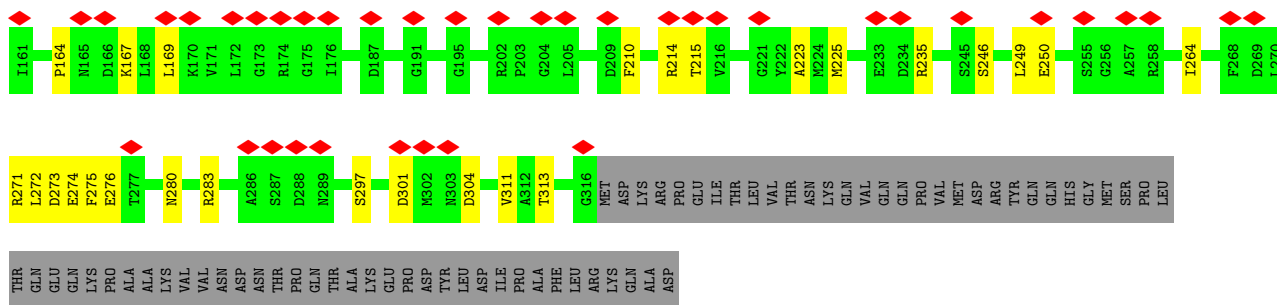 I161 P164 N165 D166 K167 L168 L169 K170 V171 L172 G173 R174 G175 I176 D187 G191 G195 R202 P203 G204 L205 D209 F210 R214 T215 V216 G221 Y222 A223 M224 M225 E233 D234 R235 S245 S246 L249 E250 S255 G256 A257 R258 I264 F268 D269 L270
R271 L272 D273 E274 F275 E276 T277 N280 R283 A286 S287 D288 N289 S297 D301 M302 N303 D304 V311 A312 T313 G316 MET ASP LYS ARG PRO GLU ILE THR LEU VAL THR ASN LYS GLN VAL GLN GLN PRO VAL MET ASP ARG TYR GLN GLN HIS GLY MET SER PRO LEU
THR GLN GLU GLN LYS PRO ALA ALA LYS VAL VAL ASN ASP ASN THR PRO GLN THR ALA LYS GLU PRO ASP TYR LEU ASP ILE PRO ALA PHE LEU ARG LYS GLN ALA ASP